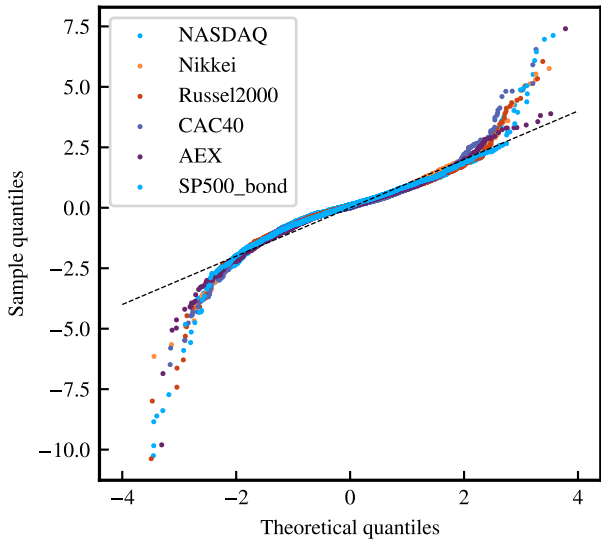 7.5
5.0
2.5
0.0
−2.5
−5.0
−7.5
−10.0
Sample quantiles
NASDAQ
Nikkei
Russel2000
CAC40
AEX
SP500_bond
−4
−2
0
2
4
Theoretical quantiles